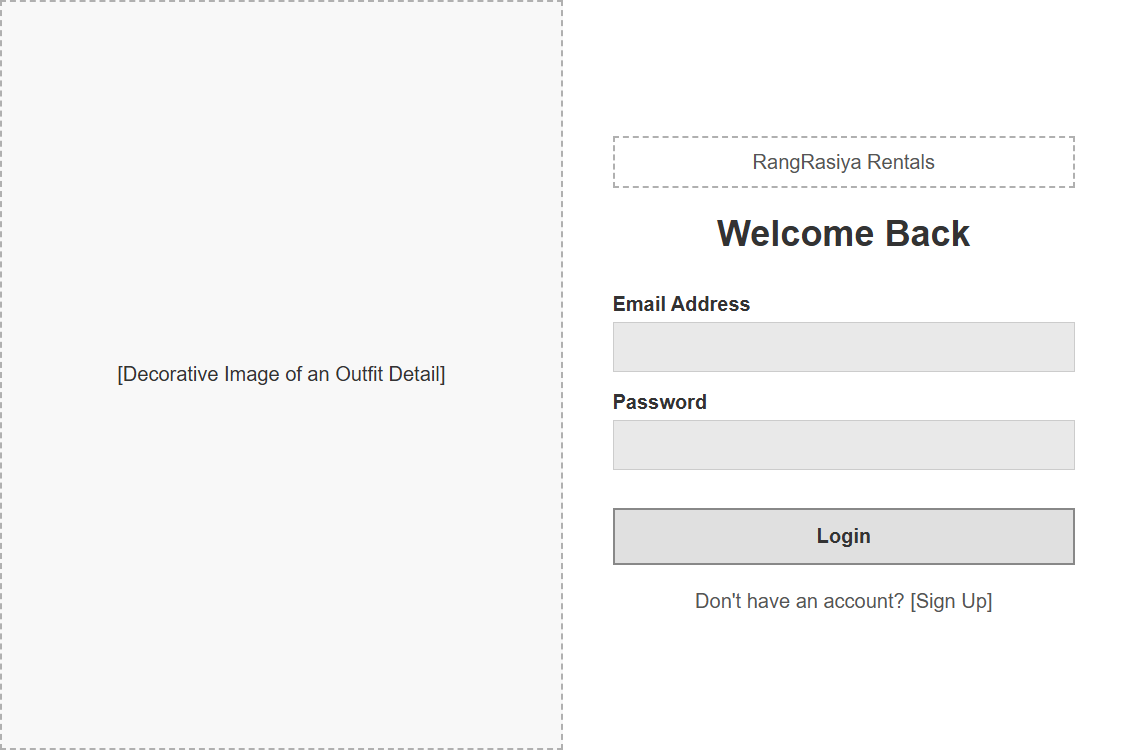 [Decorative Image of an Outfit Detail]
RangRasiya Rentals
Welcome Back
Email Address
Password
Login
Don't have an account? [Sign Up]